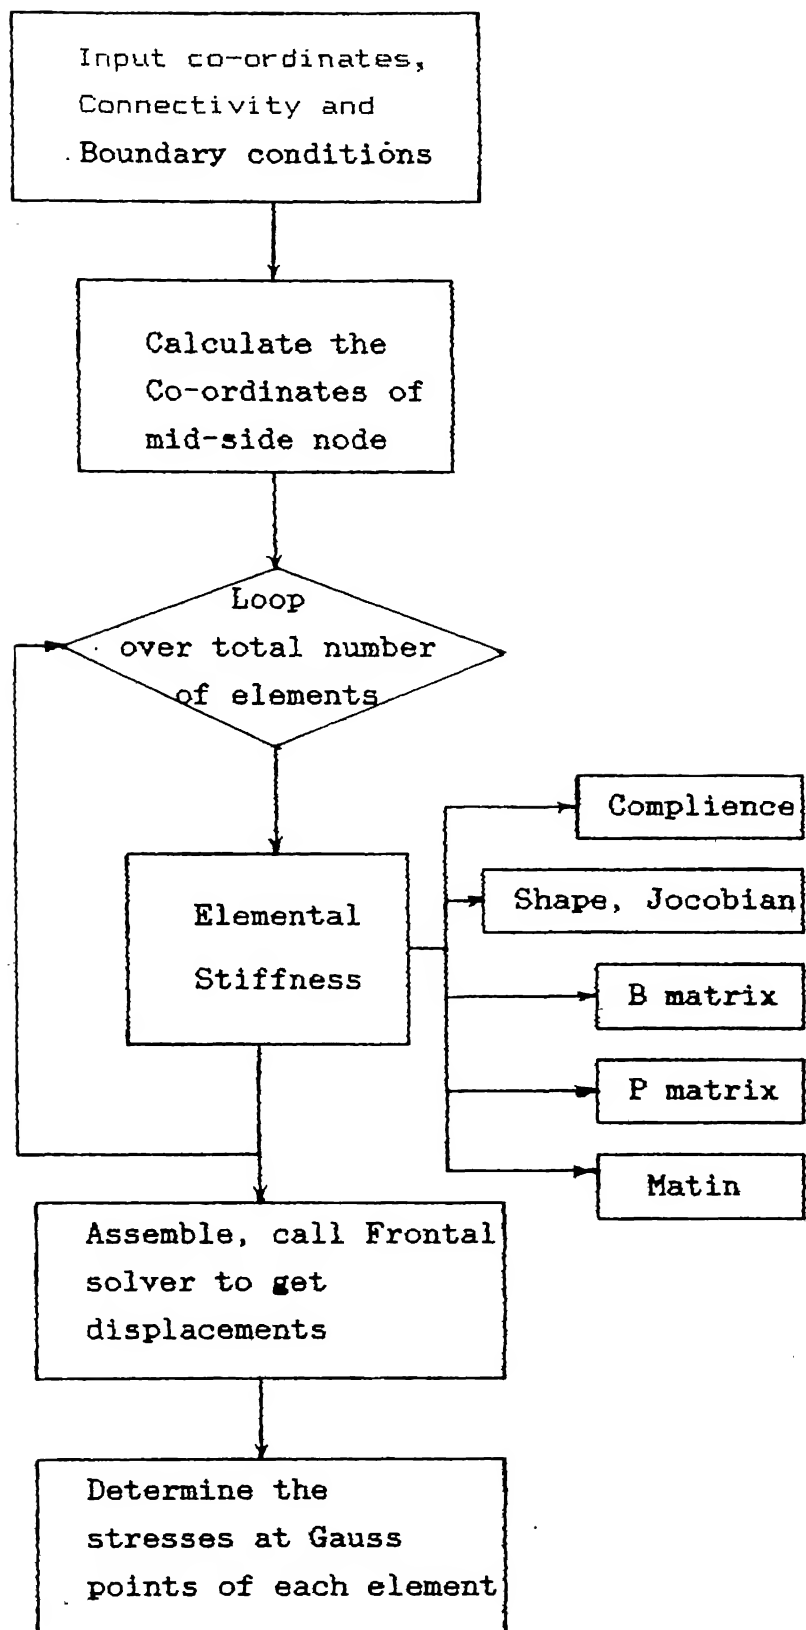 Input co-ordinates,
Connectivity and
Boundary conditions
Calculate the
Co-ordinates of
mid-side node
Loop
over total number
of elements
Elemental
Stiffness
Complience
Shape, Jocobian
B matrix
P matrix
Matin
Assemble, call Frontal
solver to get
displacements
Determine the
stresses at Gauss
points of each element